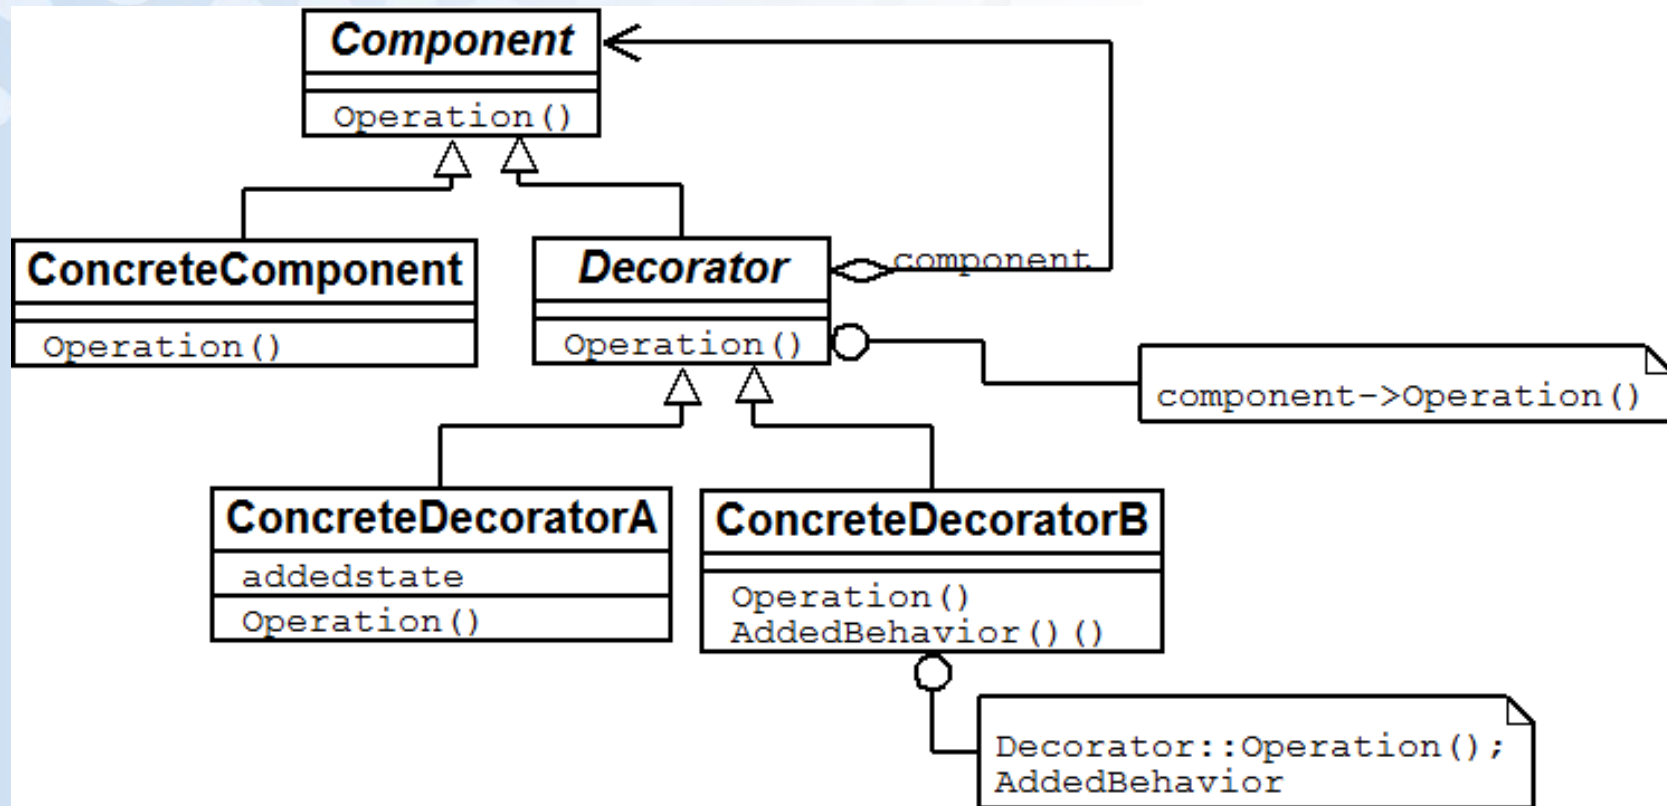 Component
Operation()
ConcreteComponent
Operation()
Decorator
component
Operation()
component->Operation()
ConcreteDecoratorA
addedstate
Operation()
ConcreteDecoratorB
Operation()
AddedBehavior()()
Decorator::Operation();
AddedBehavior